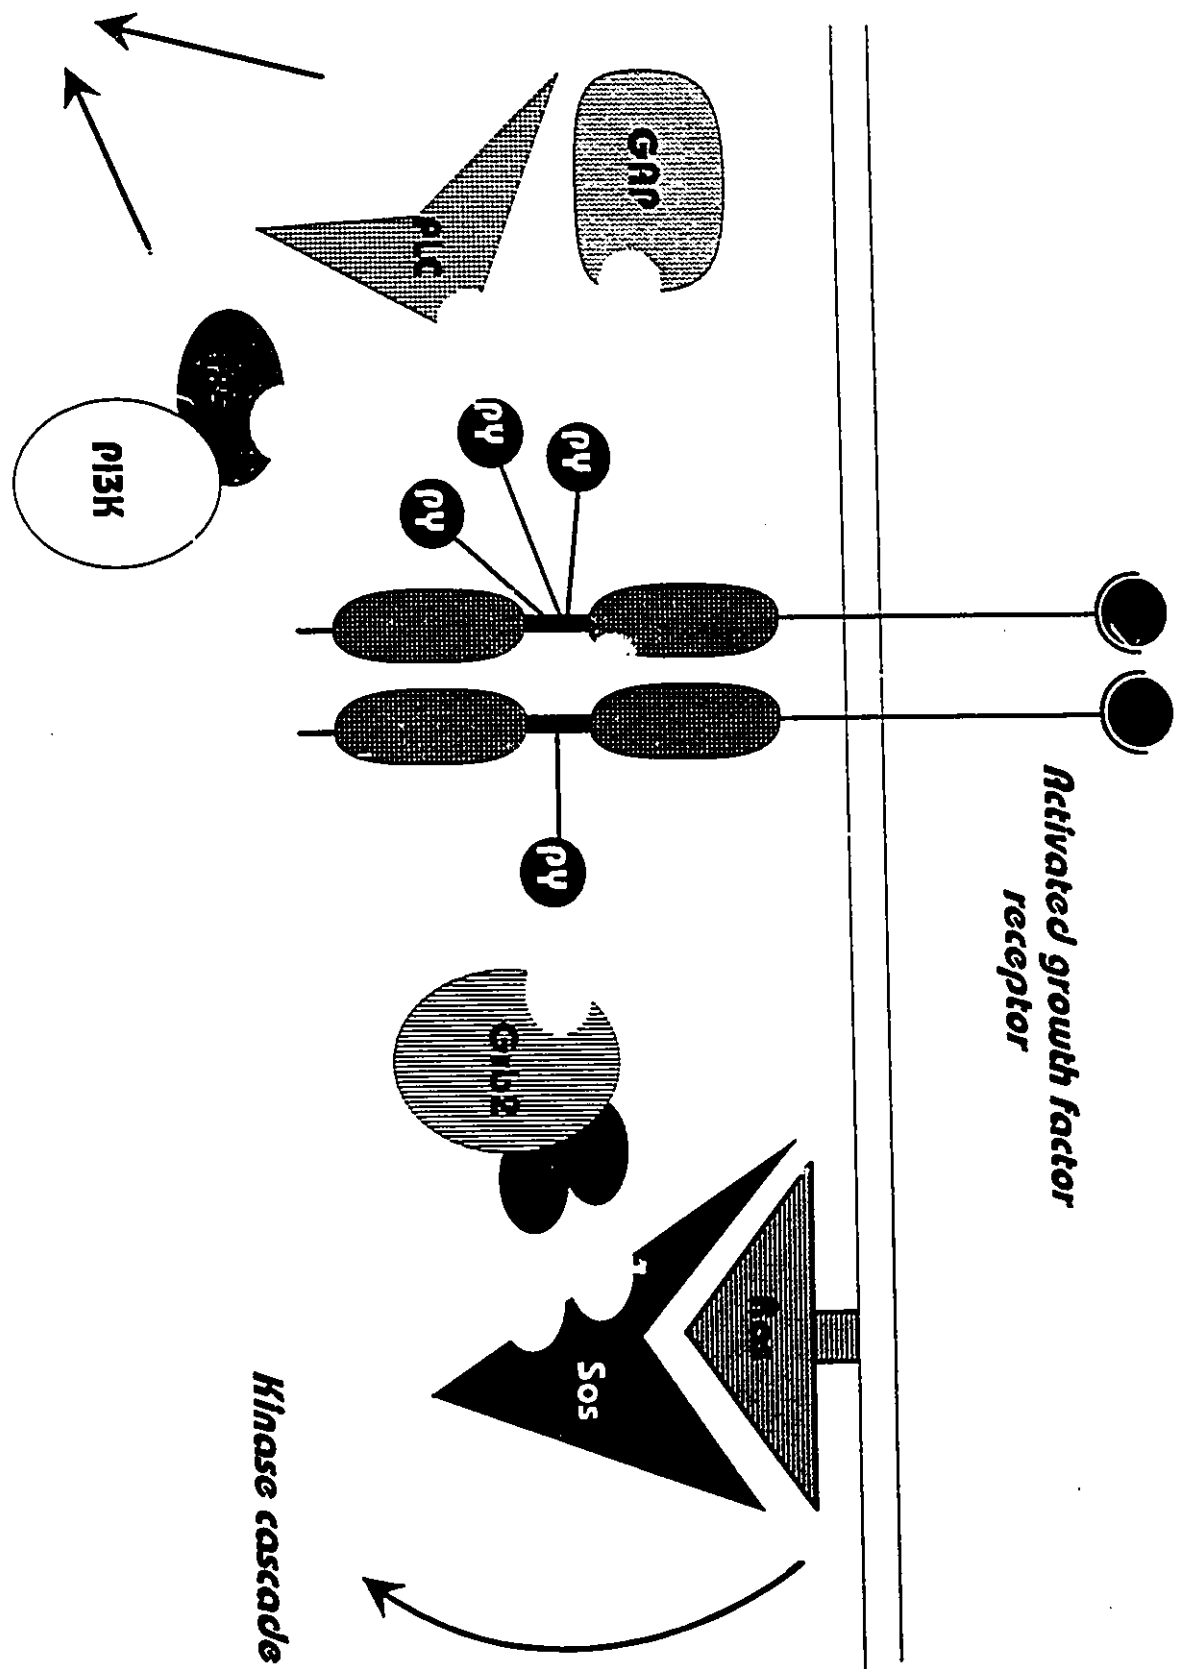 Activated growth factor
receptor
GAP
Ras
PLC
PY
PY
PY
PY
Sos
Grb2
PI3K
Kinase cascade